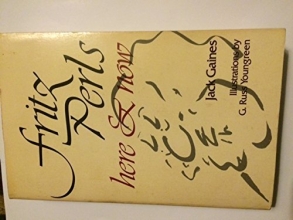 fritz
Perls
here & now
Jack Gaines
Illustrations by
G. Russ Youngreen